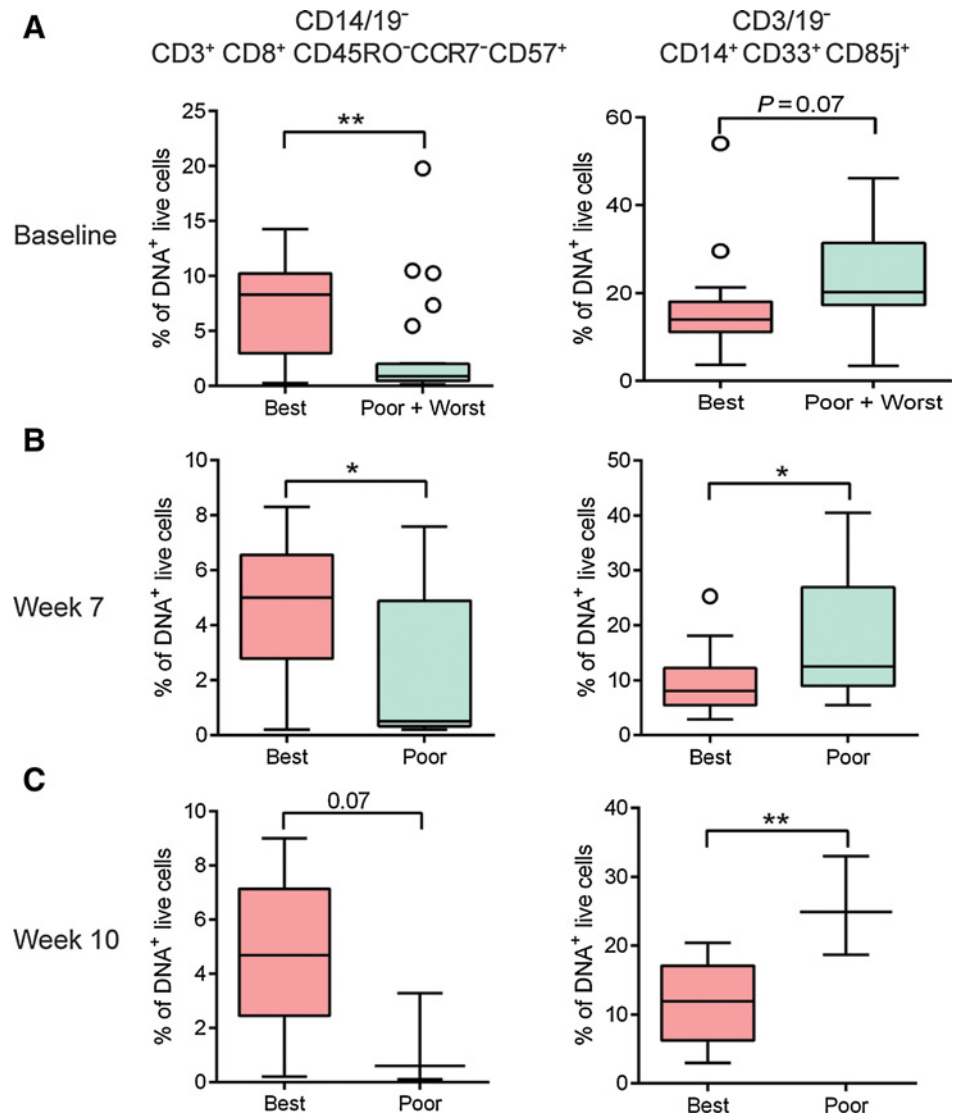 A
CD14/19⁻
CD3⁺ CD8⁺ CD45RO⁻CCR7⁻CD57⁺
CD3/19⁻
CD14⁺ CD33⁺ CD85j⁺
Baseline
% of DNA⁺ live cells
25
20
15
10
5
0
**
Best
Poor + Worst
% of DNA⁺ live cells
60
40
20
0
P = 0.07
Best
Poor + Worst
B
Week 7
% of DNA⁺ live cells
10
8
6
4
2
0
*
Best
Poor
% of DNA⁺ live cells
50
40
30
20
10
0
*
Best
Poor
C
Week 10
% of DNA⁺ live cells
10
8
6
4
2
0
0.07
Best
Poor
% of DNA⁺ live cells
40
30
20
10
0
**
Best
Poor